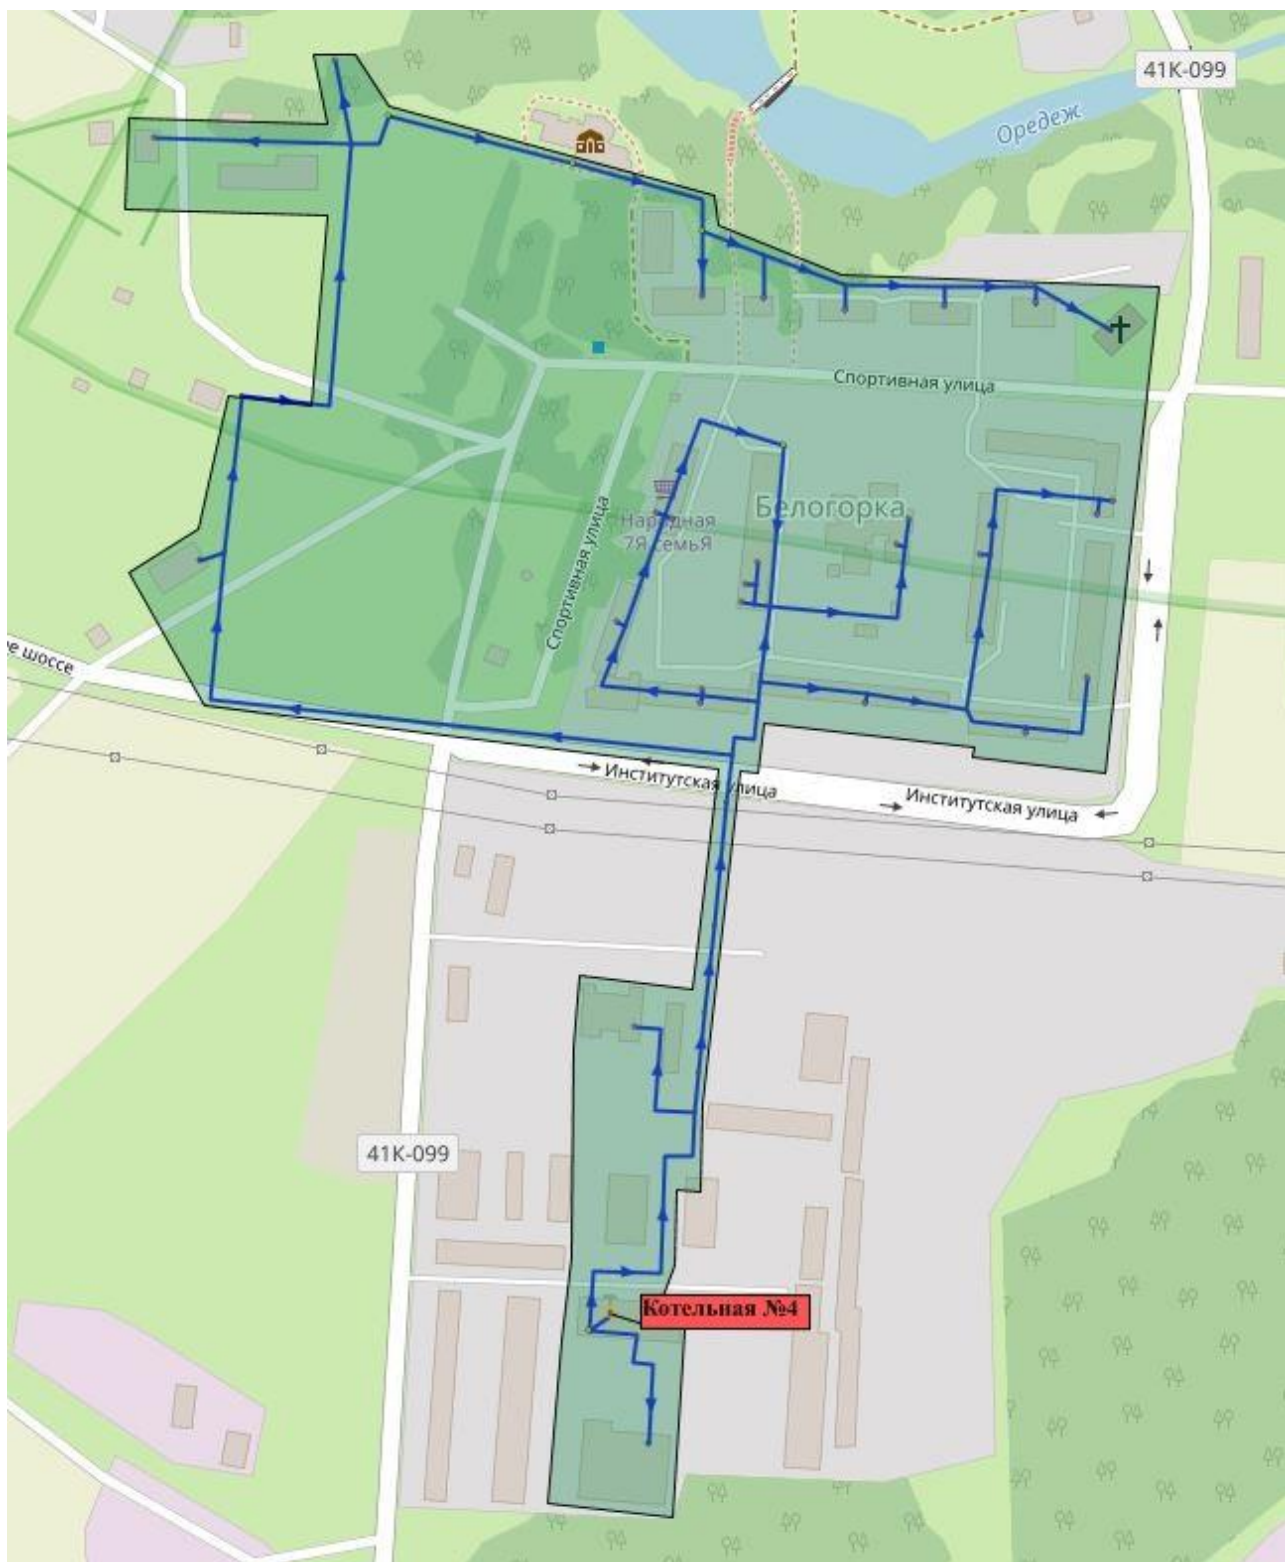 41К-099
Оредеж
Спортивная улица
Белогорка
Народная
7Я семьЯ
Спортивная улица
ое шоссе
Институтская улица
Институтская улица
41К-099
Котельная №4